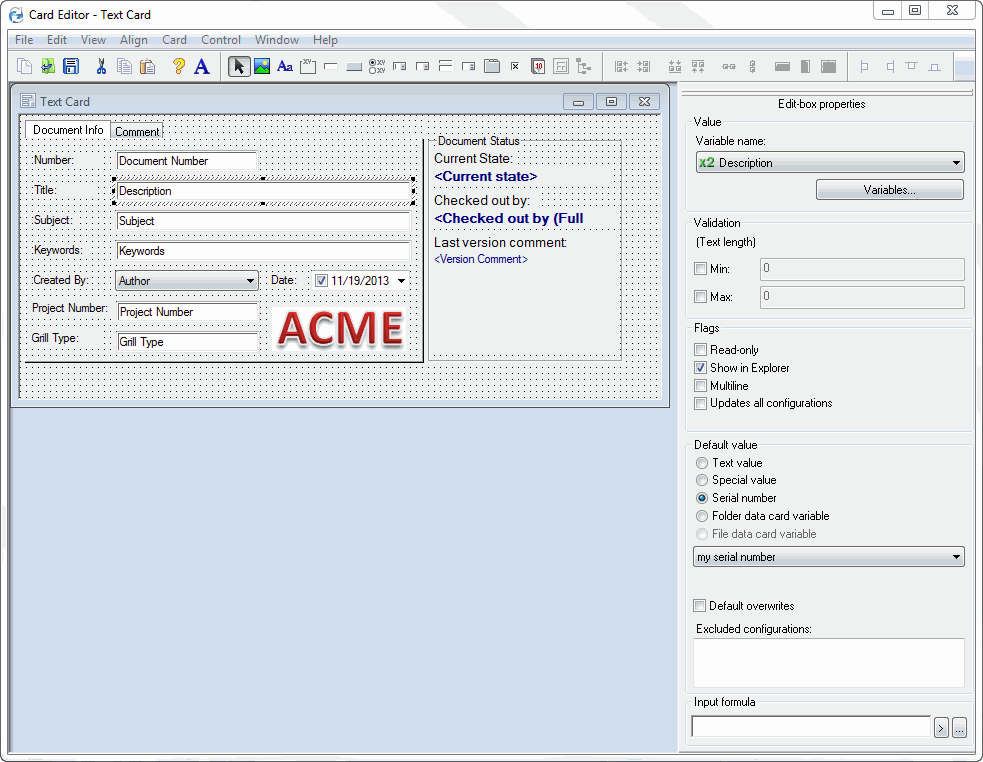 Card Editor - Text Card
File Edit View Align Card Control Window Help
Text Card
Document Info Comment
Number: Document Number
Title: Description
Subject: Subject
Keywords: Keywords
Created By: Author Date: 11/19/2013
Project Number: Project Number
Grill Type: Grill Type
ACME
Document Status
Current State:
<Current state>
Checked out by:
<Checked out by (Full
Last version comment:
<Version Comment>
Edit-box properties
Value
Variable name:
x2 Description
Variables...
Validation
(Text length)
Min: 0
Max: 0
Flags
Read-only
Show in Explorer
Multiline
Updates all configurations
Default value
Text value
Special value
Serial number
Folder data card variable
File data card variable
my serial number
Default overwrites
Excluded configurations:
Input formula
> ...